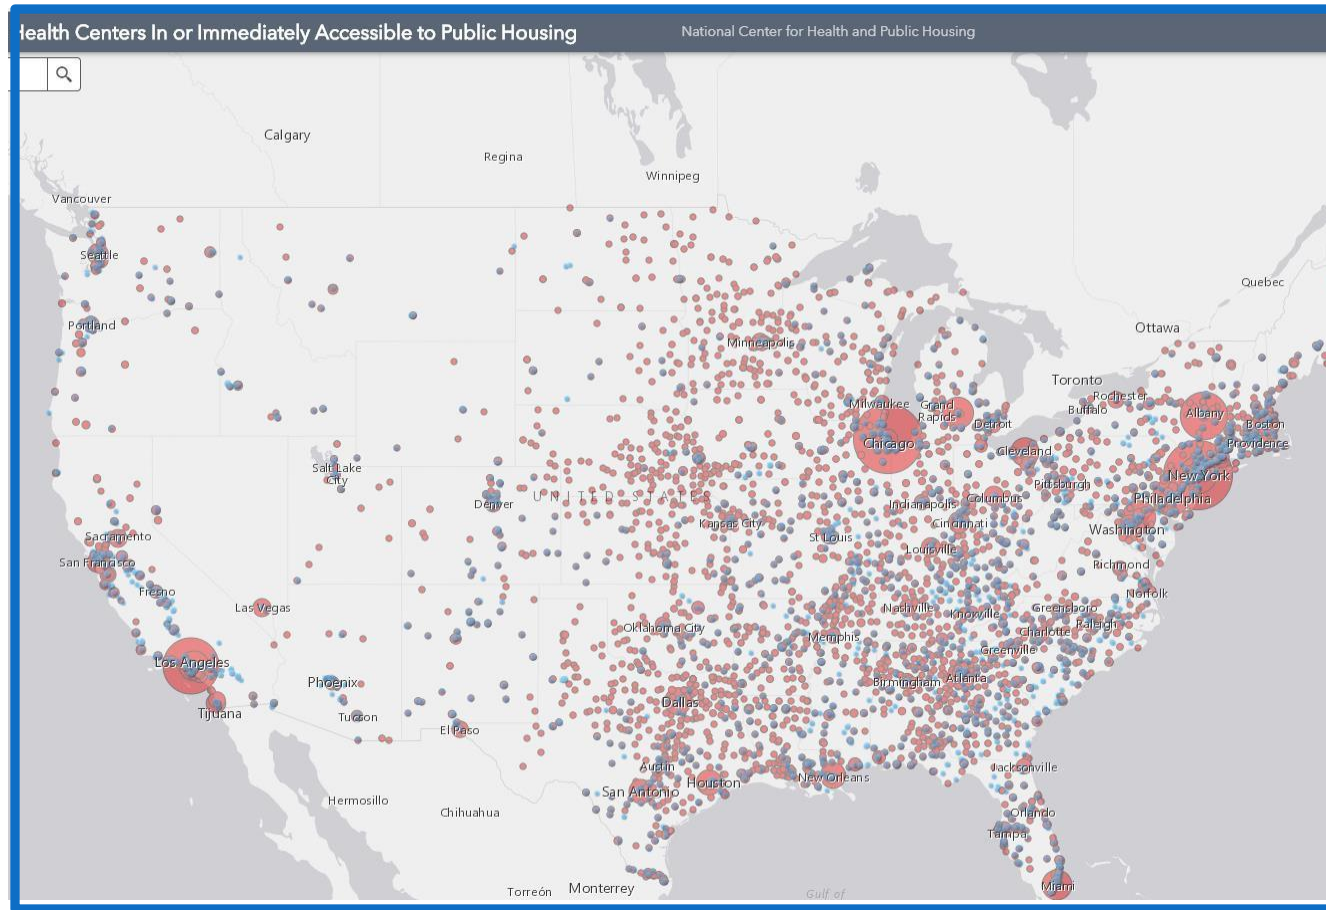 Health Centers In or Immediately Accessible to Public Housing
National Center for Health and Public Housing
Calgary
Regina
Winnipeg
Vancouver
Seattle
Quebec
Portland
Ottawa
Minneapolis
Toronto
Rochester
Buffalo
Milwaukee
Grand
Rapids
Albany
Detroit
Boston
Chicago
Providence
Cleveland
Salt Lake
City
New York
Pittsburgh
UNITED STATES
Philadelphia
Denver
Indianapolis
Columbus
Kansas City
Cincinnati
Washington
Sacramento
St Louis
Louisville
San Francisco
Richmond
Fresno
Norfolk
Las Vegas
Nashville
Knoxville
Greensboro
Raleigh
Oklahoma City
Charlotte
Memphis
Greenville
Los Angeles
Phoenix
Birmingham
Atlanta
Dallas
Tijuana
Tucson
El Paso
Austin
Jacksonville
New Orleans
Houston
San Antonio
Hermosillo
Chihuahua
Orlando
Tampa
Miami
Torreón
Monterrey
Gulf of